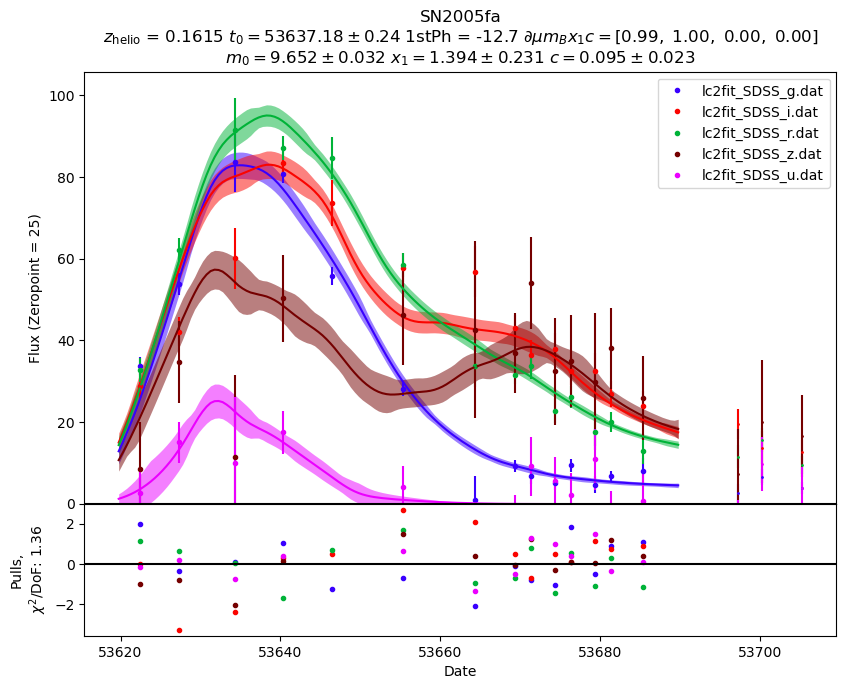 SN2005fa
z_helio = 0.1615 t_0 = 53637.18 ± 0.24 1stPh = -12.7 ∂μm_Bx_1c = [0.99, 1.00, 0.00, 0.00]
m_0 = 9.652 ± 0.032 x_1 = 1.394 ± 0.231 c = 0.095 ± 0.023
lc2fit_SDSS_g.dat
lc2fit_SDSS_i.dat
lc2fit_SDSS_r.dat
lc2fit_SDSS_z.dat
lc2fit_SDSS_u.dat
Flux (Zeropoint = 25)
100
80
60
40
20
0
Pulls,
χ²/DoF: 1.36
2
0
−2
53620 53640 53660 53680 53700
Date